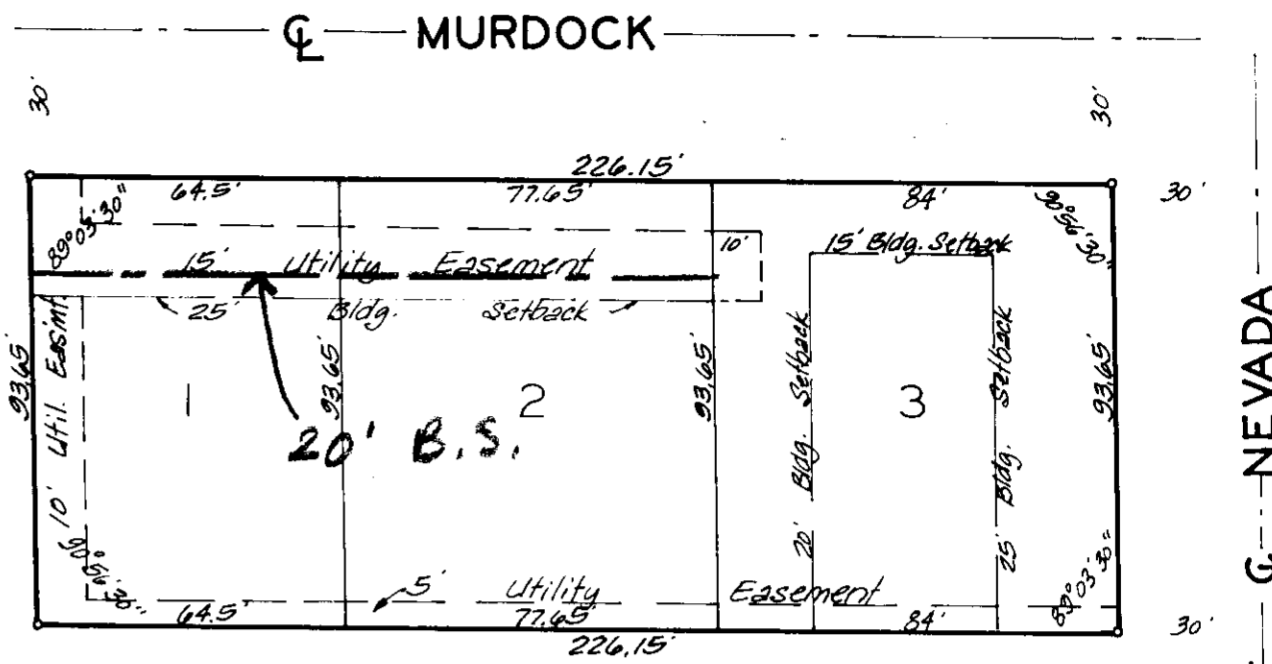 ℄ MURDOCK
30'
30'
226.15'
64.5'
77.65'
84'
30'
89°03'30"
90°56'30"
10'
15' Utility Easement
15' Bldg. Setback
25' Bldg. Setback
93.65'
10' Util. Easm't
1
93.65'
2
93.65'
20' Bldg. Setback
3
25' Bldg. Setback
93.65'
℄ NEVADA
20' B.S.
90°56'30"
5' Utility Easement
89°03'30"
64.5'
77.65'
84'
30'
226.15'